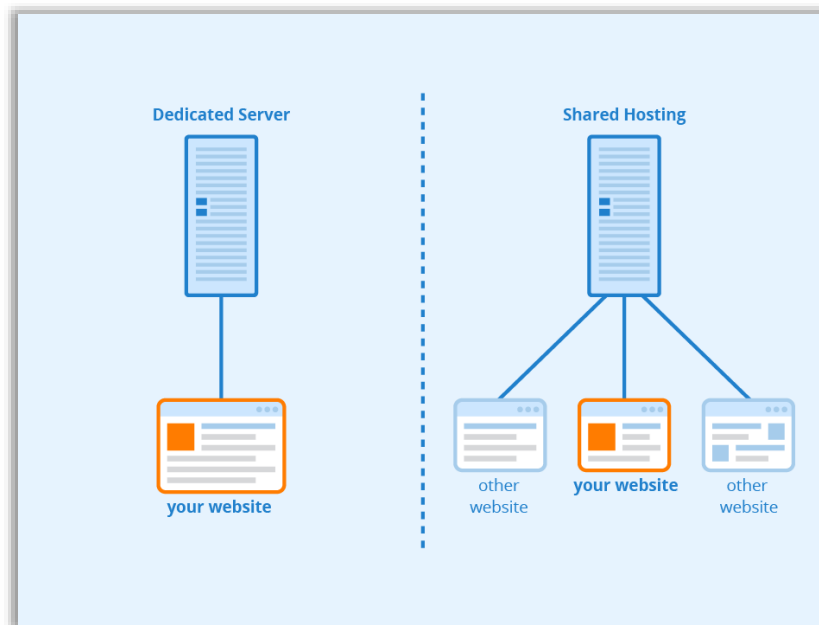 Dedicated Server
your website
Shared Hosting
other
website
your website
other
website